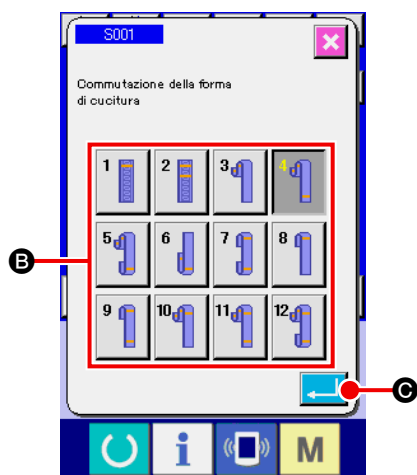 S001
Commutazione della forma
di cucitura
1 2 3 4
5 6 7 8
B
9 10 11 12
C
i M